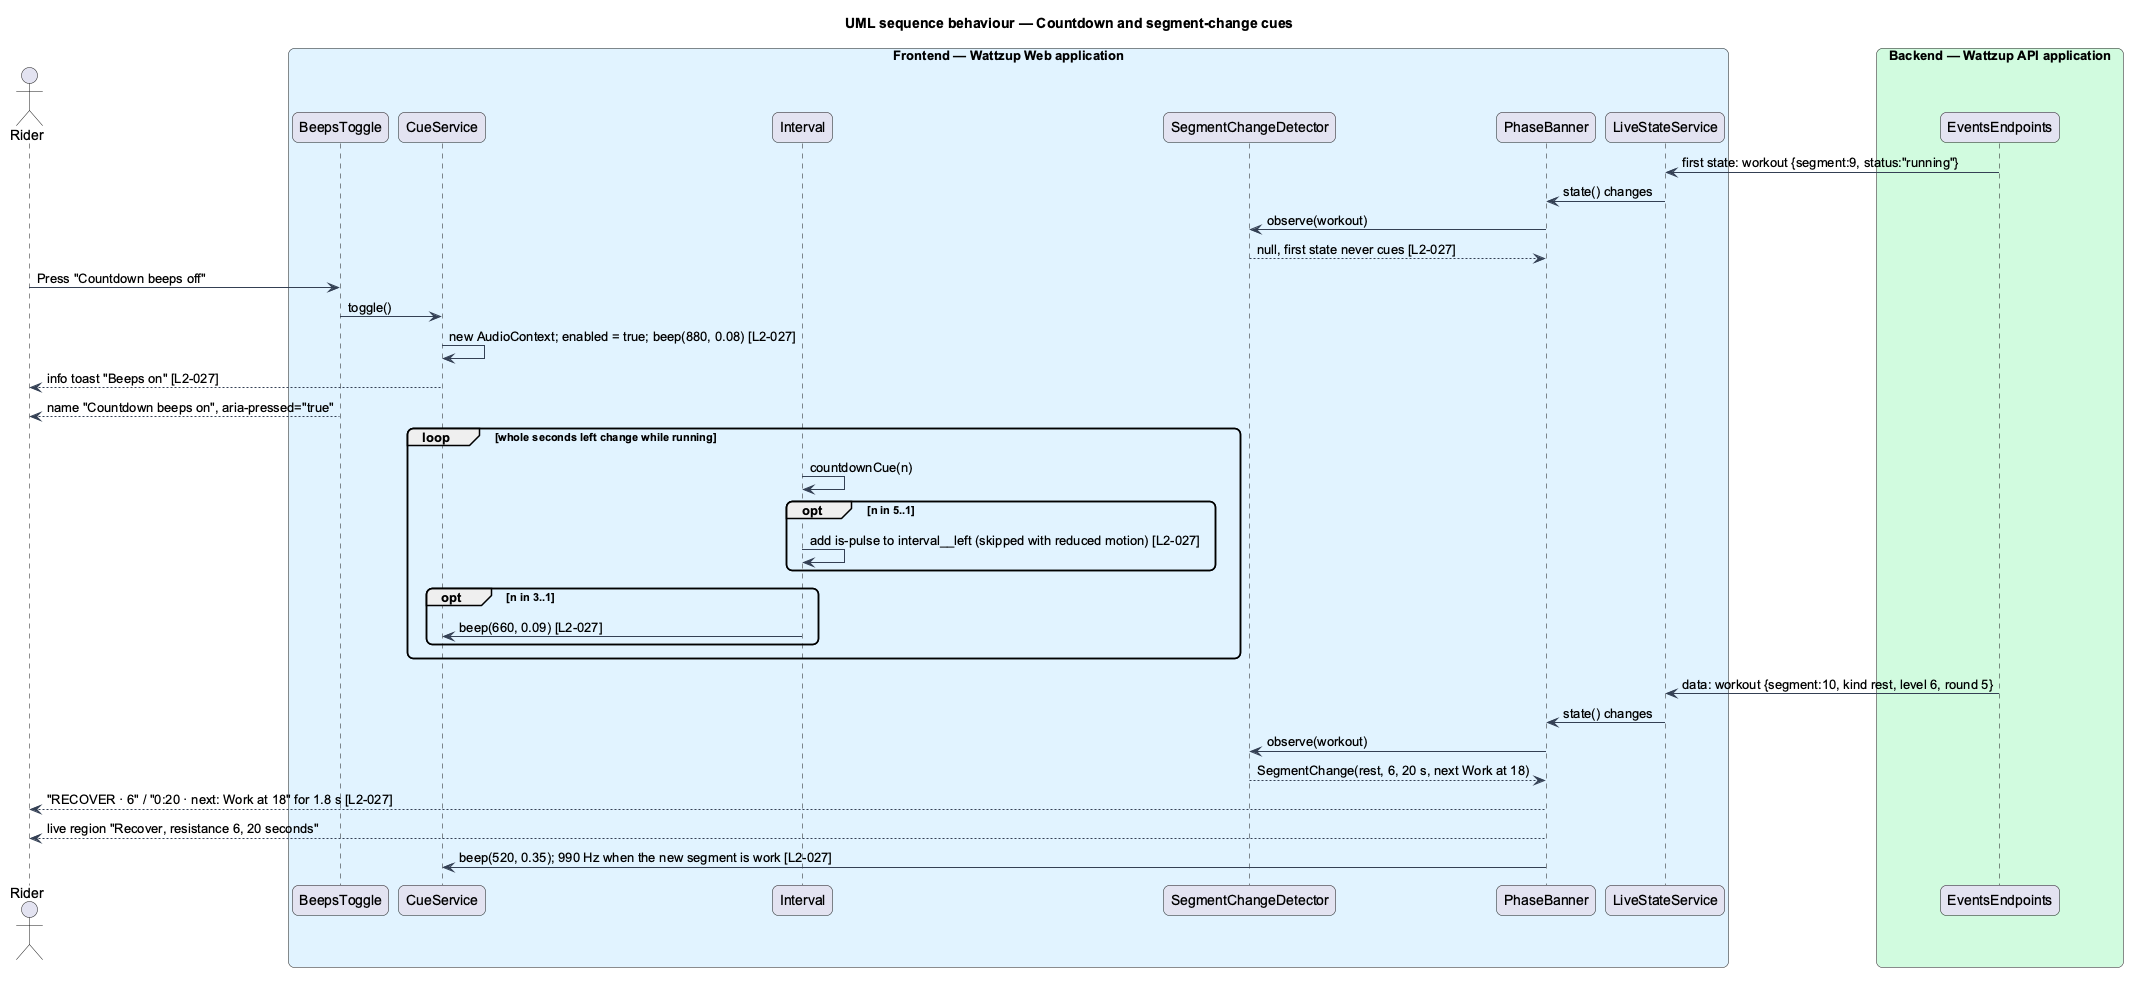 UML sequence behaviour — Countdown and segment-change cues
Frontend — Wattzup Web application
Backend — Wattzup API application
Rider
BeepsToggle
CueService
Interval
SegmentChangeDetector
PhaseBanner
LiveStateService
EventsEndpoints
first state: workout {segment:9, status:"running"}
state() changes
observe(workout)
null, first state never cues [L2-027]
Press "Countdown beeps off"
toggle()
new AudioContext; enabled = true; beep(880, 0.08) [L2-027]
info toast "Beeps on" [L2-027]
name "Countdown beeps on", aria-pressed="true"
loop [whole seconds left change while running]
countdownCue(n)
opt [n in 5..1]
add is-pulse to interval__left (skipped with reduced motion) [L2-027]
opt [n in 3..1]
beep(660, 0.09) [L2-027]
data: workout {segment:10, kind rest, level 6, round 5}
state() changes
observe(workout)
SegmentChange(rest, 6, 20 s, next Work at 18)
"RECOVER · 6" / "0:20 · next: Work at 18" for 1.8 s [L2-027]
live region "Recover, resistance 6, 20 seconds"
beep(520, 0.35); 990 Hz when the new segment is work [L2-027]
Rider
BeepsToggle
CueService
Interval
SegmentChangeDetector
PhaseBanner
LiveStateService
EventsEndpoints